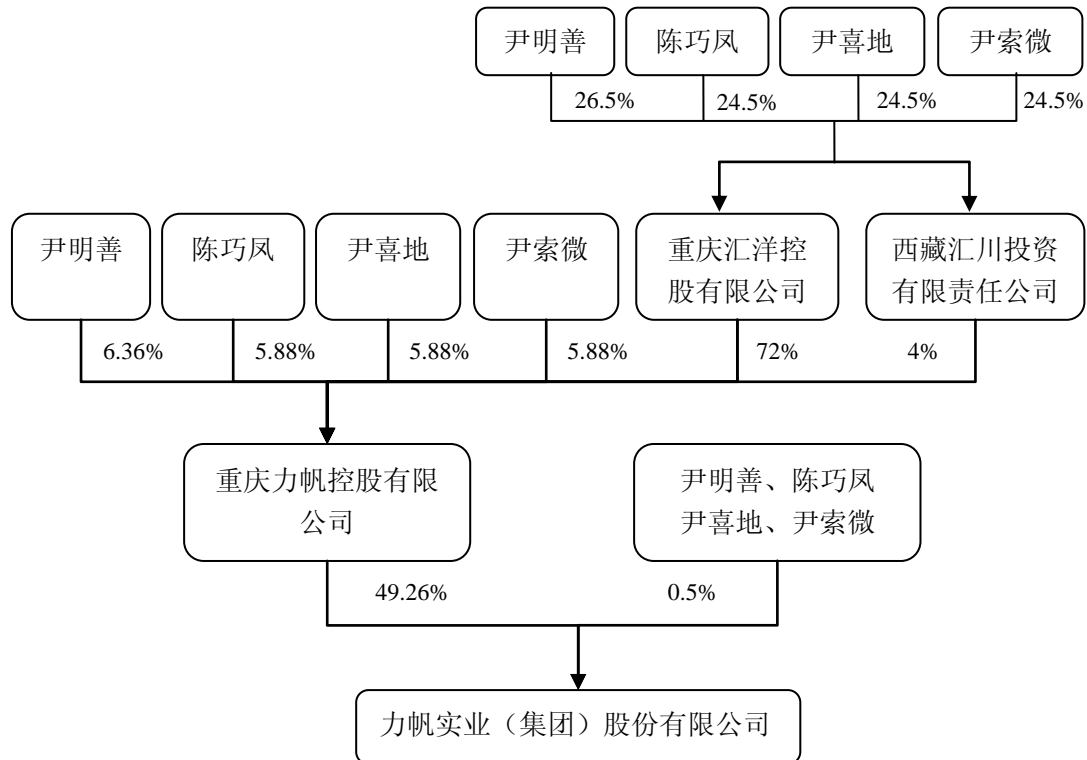 尹明善
陈巧凤
尹喜地
尹索微
26.5%
24.5%
24.5%
24.5%
尹明善
陈巧凤
尹喜地
尹索微
重庆汇洋控
股有限公司
西藏汇川投资
有限责任公司
6.36%
5.88%
5.88%
5.88%
72%
4%
重庆力帆控股有限
公司
尹明善、陈巧凤
尹喜地、尹索微
49.26%
0.5%
力帆实业（集团）股份有限公司